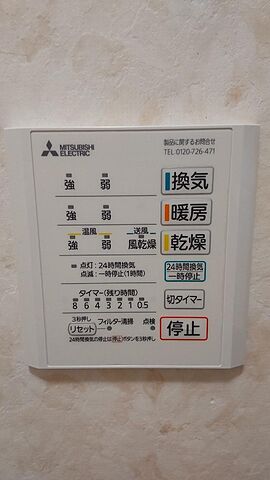 MITSUBISHI
ELECTRIC
製品に関するお問合せ
TEL:0120-726-471
強 弱 換気
強 弱 暖房
温風 送風
強 弱 風乾燥 乾燥
点灯:24時間換気
点滅:一時停止(1時間)
24時間換気
一時停止
タイマー(残り時間)
8 6 4 3 2 1 0.5
切タイマー
3秒押し
リセット フィルター清掃 点検
停止
24時間換気の停止は停止ボタンを3秒押し